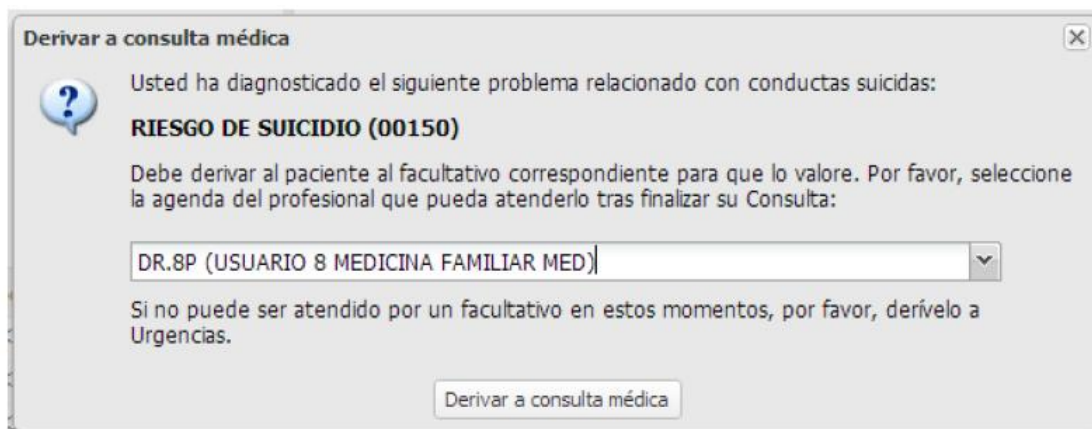 Derivar a consulta médica
Usted ha diagnosticado el siguiente problema relacionado con conductas suicidas:
RIESGO DE SUICIDIO (00150)
Debe derivar al paciente al facultativo correspondiente para que lo valore. Por favor, seleccione
la agenda del profesional que pueda atenderlo tras finalizar su Consulta:
DR.8P (USUARIO 8 MEDICINA FAMILIAR MED)
Si no puede ser atendido por un facultativo en estos momentos, por favor, derívelo a
Urgencias.
Derivar a consulta médica